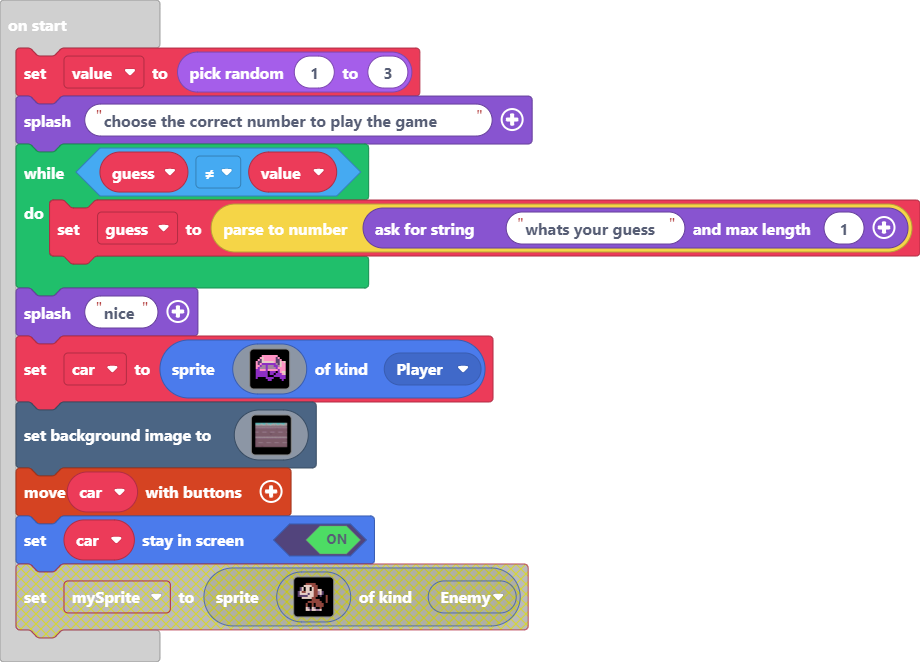 on start
set value to pick random 1 to 3
splash "choose the correct number to play the game "
while guess ≠ value
do set guess to parse to number ask for string "whats your guess " and max length 1
splash "nice "
set car to sprite of kind Player
set background image to
move car with buttons
set car stay in screen ON
set mySprite to sprite of kind Enemy